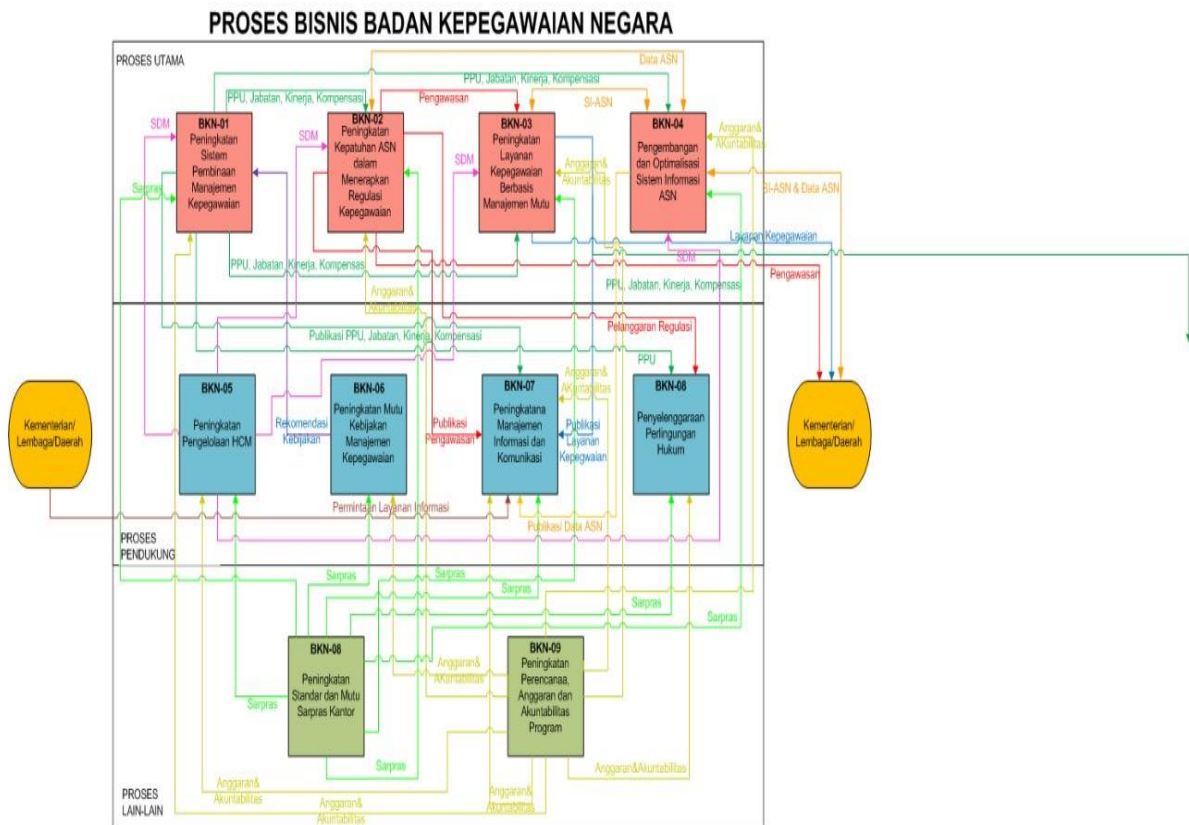 PROSES BISNIS BADAN KEPEGAWAIAN NEGARA
PROSES UTAMA
Data ASN
PPU, Jabatan, Kinerja, Kompensasi
PPU, Jabatan, Kinerja, Kompensasi
Pengawasan
SI-ASN
SDM
BKN-01
Peningkatan
Sistem
Pembinaan
Manajemen
Kepegawaian
SDM
BKN-02
Peningkatan
Kepatuhan ASN
dalam
Menerapkan
Regulasi
Kepegawaian
SDM
BKN-03
Peningkatan
Layanan
Kepegawaian
Berbasis
Manajemen Mutu
Anggaran&
Akuntabilitas
BKN-04
Pengembangan
dan Optimalisasi
Sistem Informasi
ASN
Anggaran&
AKuntabilitas
Sarpras
SI-ASN & Data ASN
Layanan Kepegawaian
SDM
PPU, Jabatan, Kinerja, Kompensasi
Pengawasan
PPU, Jabatan, Kinerja, Kompensasi
Anggaran&
Akuntabilitas
Publikasi PPU, Jabatan, Kineria, Kompensasi
Pelanggaran Regulasi
PPU
Anggaran&
AKuntabilitas
Kementerian/
Lembaga/Daerah
BKN-05
Peningkatan
Pengelolaan HCM
Rekomendasi
Kebijakan
BKN-06
Peningkatan Mutu
Kebijakan
Manajemen
Kepegawaian
Publikasi
Pengawasan
BKN-07
Peningkatana
Manajemen
Informasi dan
Komunikasi
Publikasi
Layanan
Kepegwaian
BKN-08
Penyelenggaraan
Perlingungan
Hukum
Kementerian/
Lembaga/Daerah
Permintaan Layanan Informasi
Publikasi Data ASN
PROSES
PENDUKUNG
Sarpras
Sarpras
Sarpras
Sarpras
Sarpras
BKN-08
Peningkatan
Standar dan Mutu
Sarpras Kantor
Anggaran&
AKuntabilitas
BKN-09
Peningkatan
Perencanaa,
Anggaran dan
Akuntabilitas
Program
Sarpras
Sarpras
Anggaran&
Akuntabilitas
Anggaran&Akuntabilitas
Anggaran&
Akuntabilitas
Anggaran&
Akuntabilitas
PROSES
LAIN-LAIN